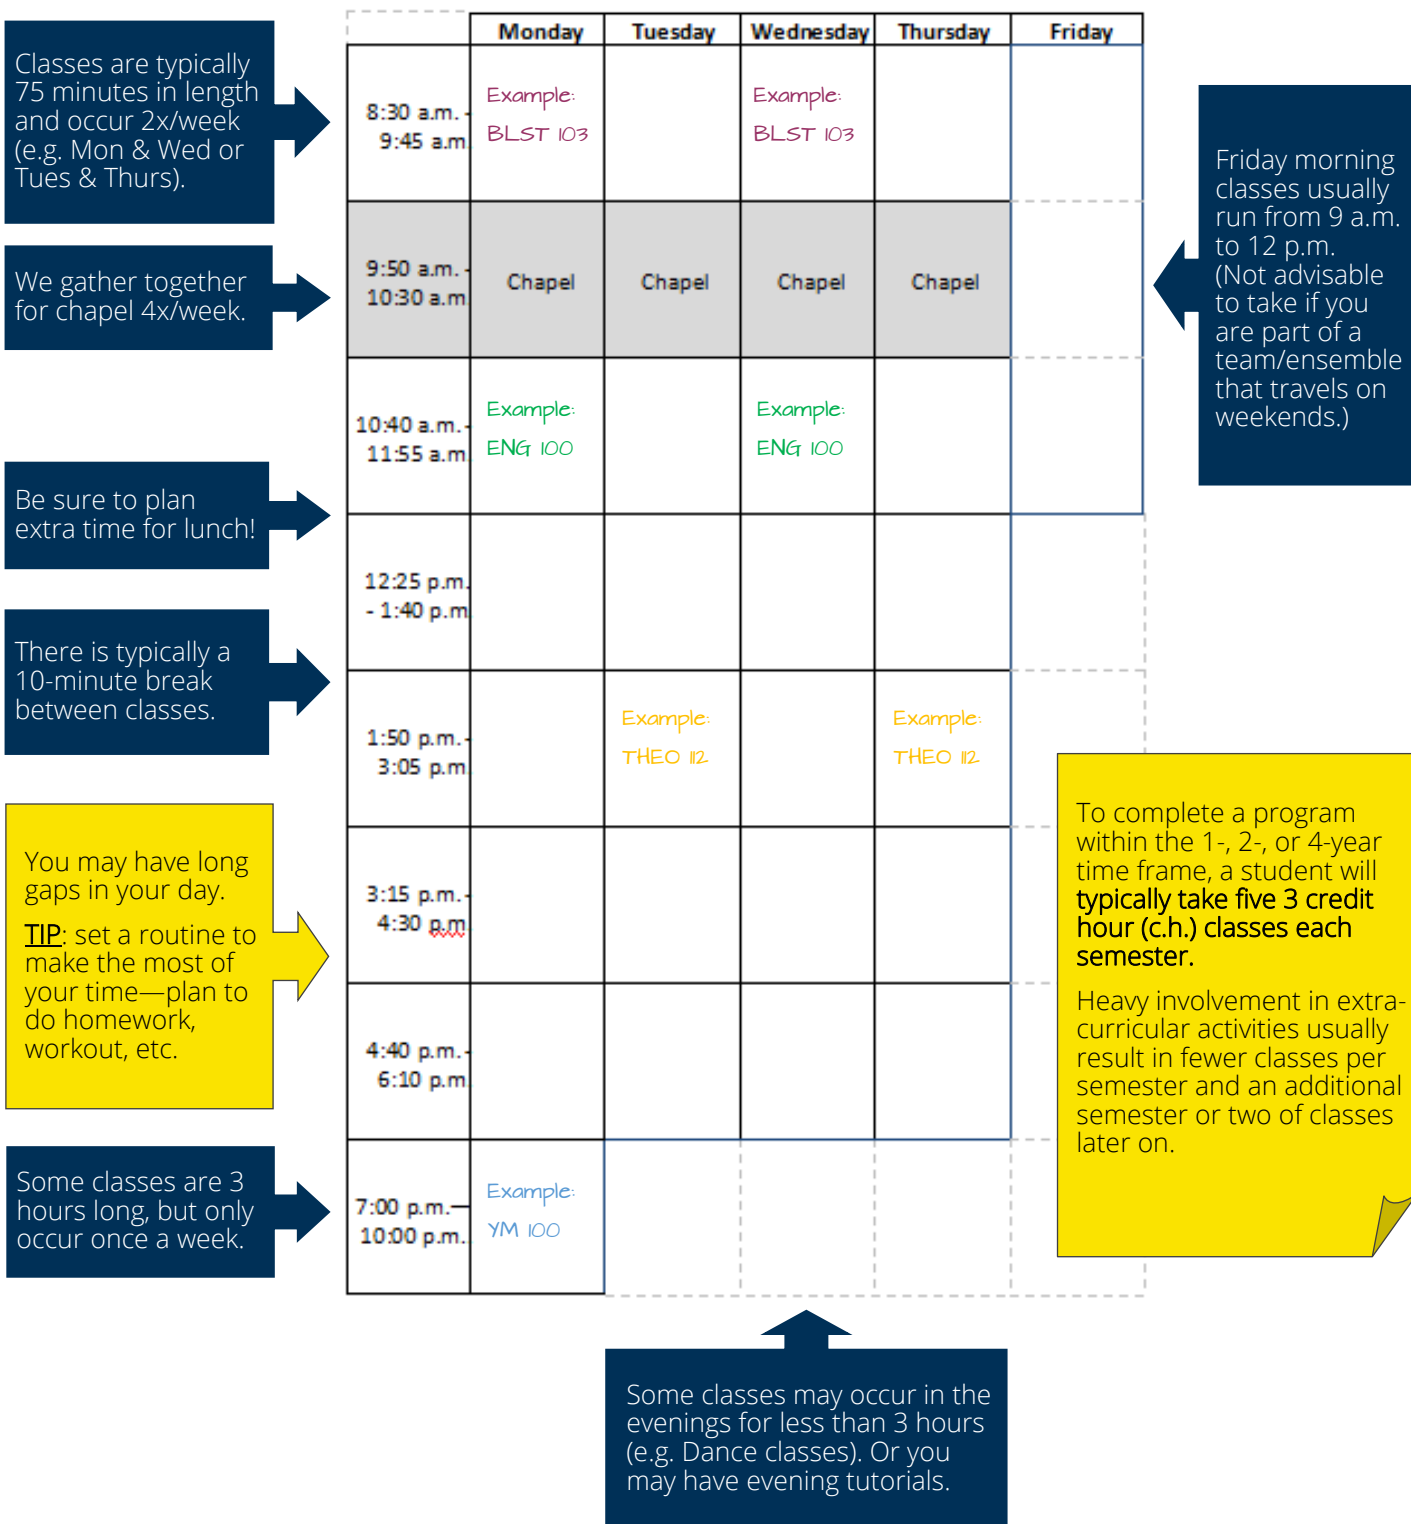 Monday Tuesday Wednesday Thursday Friday
Classes are typically
75 minutes in length
and occur 2x/week
(e.g. Mon & Wed or
Tues & Thurs).
8:30 a.m. -
9:45 a.m
Example:
BLST 103
Example:
BLST 103
We gather together
for chapel 4x/week.
9:50 a.m. -
10:30 a.m
Chapel Chapel Chapel Chapel
Friday morning
classes usually
run from 9 a.m.
to 12 p.m.
(Not advisable
to take if you
are part of a
team/ensemble
that travels on
weekends.)
10:40 a.m. -
11:55 a.m
Example:
ENG 100
Example:
ENG 100
Be sure to plan
extra time for lunch!
12:25 p.m.
- 1:40 p.m
There is typically a
10-minute break
between classes.
1:50 p.m. -
3:05 p.m
Example:
THEO 112
Example:
THEO 112
You may have long
gaps in your day.
TIP: set a routine to
make the most of
your time—plan to
do homework,
workout, etc.
3:15 p.m. -
4:30 p.m
4:40 p.m. -
6:10 p.m
To complete a program
within the 1-, 2-, or 4-year
time frame, a student will
typically take five 3 credit
hour (c.h.) classes each
semester.
Heavy involvement in extra-
curricular activities usually
result in fewer classes per
semester and an additional
semester or two of classes
later on.
Some classes are 3
hours long, but only
occur once a week.
7:00 p.m.—
10:00 p.m.
Example:
YM 100
Some classes may occur in the
evenings for less than 3 hours
(e.g. Dance classes). Or you
may have evening tutorials.